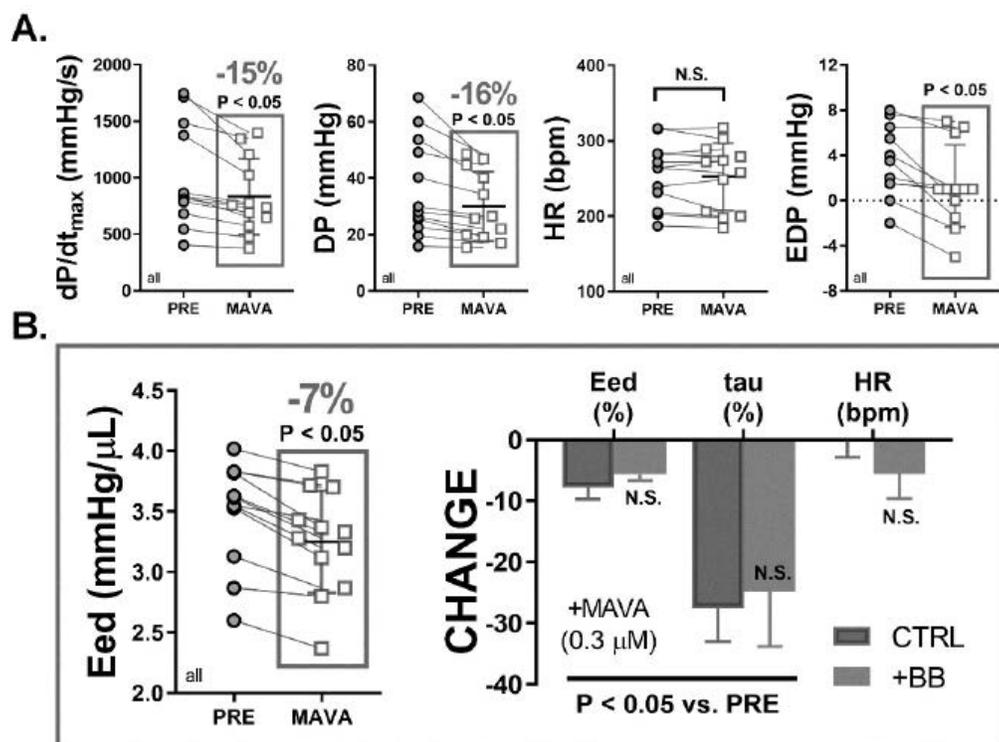 A.
dP/dtmax (mmHg/s)
2000
1500
1000
500
0
-15%
P < 0.05
all
PRE MAVA
DP (mmHg)
80
60
40
20
0
-16%
P < 0.05
all
PRE MAVA
HR (bpm)
400
300
200
100
N.S.
all
PRE MAVA
EDP (mmHg)
12
8
4
0
-4
-8
P < 0.05
all
PRE MAVA
B.
Eed (mmHg/μL)
4.5
4.0
3.5
3.0
2.5
2.0
-7%
P < 0.05
all
PRE MAVA
Eed
(%)
tau
(%)
HR
(bpm)
CHANGE
0
-10
-20
-30
-40
N.S.
N.S.
N.S.
+MAVA
(0.3 μM)
CTRL
+BB
P < 0.05 vs. PRE